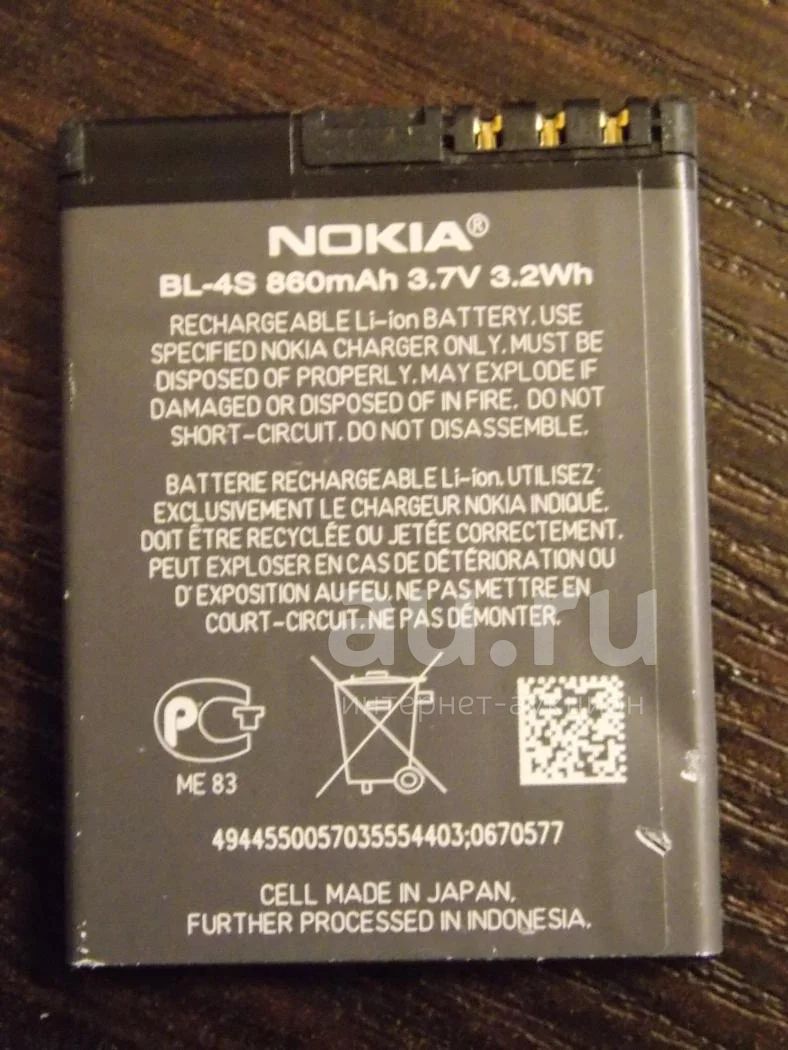 NOKIA®
BL-4S 860mAh 3.7V 3.2Wh
RECHARGEABLE Li-ion BATTERY. USE
SPECIFIED NOKIA CHARGER ONLY. MUST BE
DISPOSED OF PROPERLY. MAY EXPLODE IF
DAMAGED OR DISPOSED OF IN FIRE. DO NOT
SHORT-CIRCUIT. DO NOT DISASSEMBLE.
BATTERIE RECHARGEABLE Li-ion. UTILISEZ
EXCLUSIVEMENT LE CHARGEUR NOKIA INDIQUÉ.
DOIT ÊTRE RECYCLÉE OU JETÉE CORRECTEMENT.
PEUT EXPLOSER EN CAS DE DÉTÉRIORATION OU
D'EXPOSITION AU FEU. NE PAS METTRE EN
COURT-CIRCUIT. NE PAS DÉMONTER.
au.ru
интернет-аукцион
РСТ
ME 83
4944550057035554403;0670577
CELL MADE IN JAPAN.
FURTHER PROCESSED IN INDONESIA.